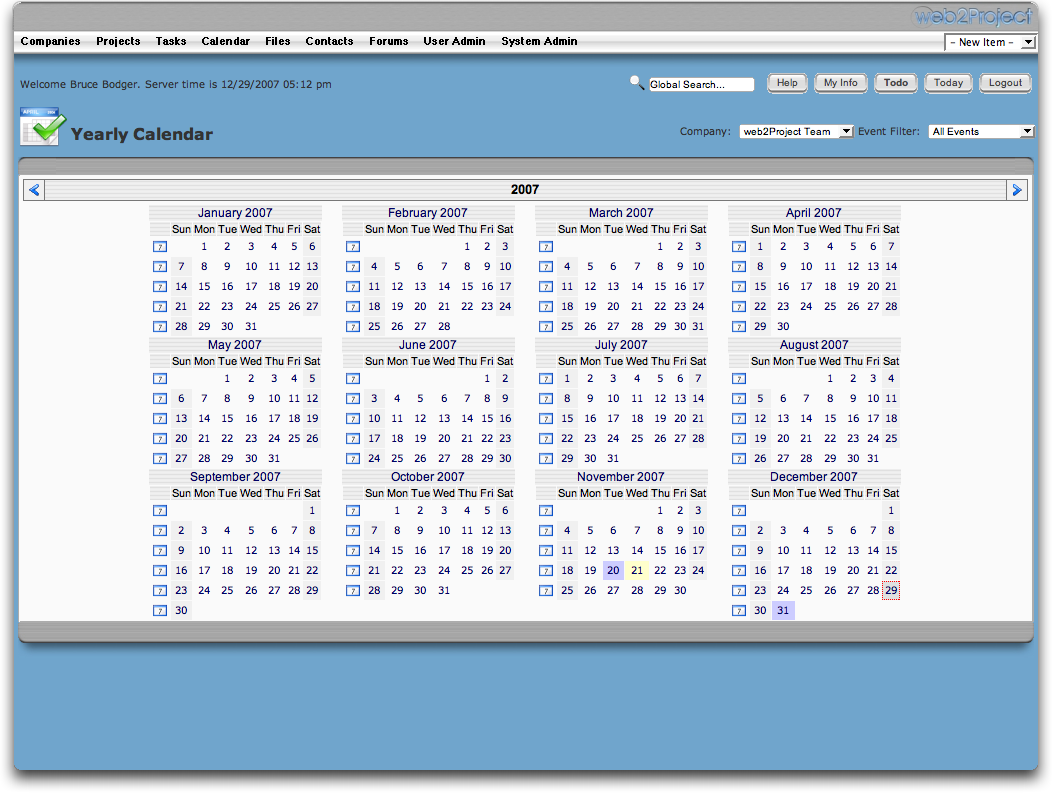 web2Project
Companies Projects Tasks Calendar Files Contacts Forums User Admin System Admin - New Item -
Welcome Bruce Bodger. Server time is 12/29/2007 05:12 pm Global Search... Help My Info Todo Today Logout
Yearly Calendar Company: web2Project Team Event Filter: All Events
2007
January 2007 February 2007 March 2007 April 2007
Sun Mon Tue Wed Thu Fri Sat Sun Mon Tue Wed Thu Fri Sat Sun Mon Tue Wed Thu Fri Sat Sun Mon Tue Wed Thu Fri Sat
7 1 2 3 4 5 6 7 1 2 3 7 1 2 3 7 1 2 3 4 5 6 7
7 7 8 9 10 11 12 13 7 4 5 6 7 8 9 10 7 4 5 6 7 8 9 10 7 8 9 10 11 12 13 14
7 14 15 16 17 18 19 20 7 11 12 13 14 15 16 17 7 11 12 13 14 15 16 17 7 15 16 17 18 19 20 21
7 21 22 23 24 25 26 27 7 18 19 20 21 22 23 24 7 18 19 20 21 22 23 24 7 22 23 24 25 26 27 28
7 28 29 30 31 7 25 26 27 28 7 25 26 27 28 29 30 31 7 29 30
May 2007 June 2007 July 2007 August 2007
Sun Mon Tue Wed Thu Fri Sat Sun Mon Tue Wed Thu Fri Sat Sun Mon Tue Wed Thu Fri Sat Sun Mon Tue Wed Thu Fri Sat
7 1 2 3 4 5 7 1 2 7 1 2 3 4 5 6 7 7 1 2 3 4
7 6 7 8 9 10 11 12 7 3 4 5 6 7 8 9 7 8 9 10 11 12 13 14 7 5 6 7 8 9 10 11
7 13 14 15 16 17 18 19 7 10 11 12 13 14 15 16 7 15 16 17 18 19 20 21 7 12 13 14 15 16 17 18
7 20 21 22 23 24 25 26 7 17 18 19 20 21 22 23 7 22 23 24 25 26 27 28 7 19 20 21 22 23 24 25
7 27 28 29 30 31 7 24 25 26 27 28 29 30 7 29 30 31 7 26 27 28 29 30 31
September 2007 October 2007 November 2007 December 2007
Sun Mon Tue Wed Thu Fri Sat Sun Mon Tue Wed Thu Fri Sat Sun Mon Tue Wed Thu Fri Sat Sun Mon Tue Wed Thu Fri Sat
7 1 7 1 2 3 4 5 6 7 1 2 3 7 1
7 2 3 4 5 6 7 8 7 7 8 9 10 11 12 13 7 4 5 6 7 8 9 10 7 2 3 4 5 6 7 8
7 9 10 11 12 13 14 15 7 14 15 16 17 18 19 20 7 11 12 13 14 15 16 17 7 9 10 11 12 13 14 15
7 16 17 18 19 20 21 22 7 21 22 23 24 25 26 27 7 18 19 20 21 22 23 24 7 16 17 18 19 20 21 22
7 23 24 25 26 27 28 29 7 28 29 30 31 7 25 26 27 28 29 30 7 23 24 25 26 27 28 29
7 30 7 30 31